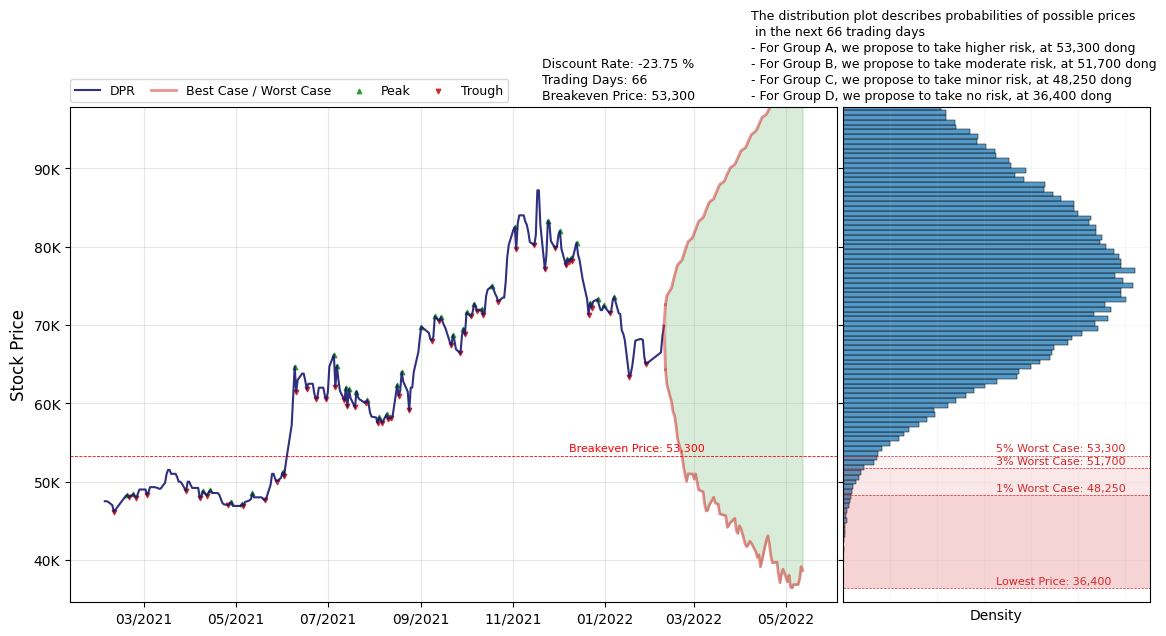 The distribution plot describes probabilities of possible prices
in the next 66 trading days
- For Group A, we propose to take higher risk, at 53,300 dong
- For Group B, we propose to take moderate risk, at 51,700 dong
- For Group C, we propose to take minor risk, at 48,250 dong
- For Group D, we propose to take no risk, at 36,400 dong
Discount Rate: -23.75 %
Trading Days: 66
Breakeven Price: 53,300
DPR
Best Case / Worst Case
Peak
Trough
Stock Price
90K
80K
70K
60K
50K
40K
Breakeven Price: 53,300
5% Worst Case: 53,300
3% Worst Case: 51,700
1% Worst Case: 48,250
Lowest Price: 36,400
03/2021
05/2021
07/2021
09/2021
11/2021
01/2022
03/2022
05/2022
Density